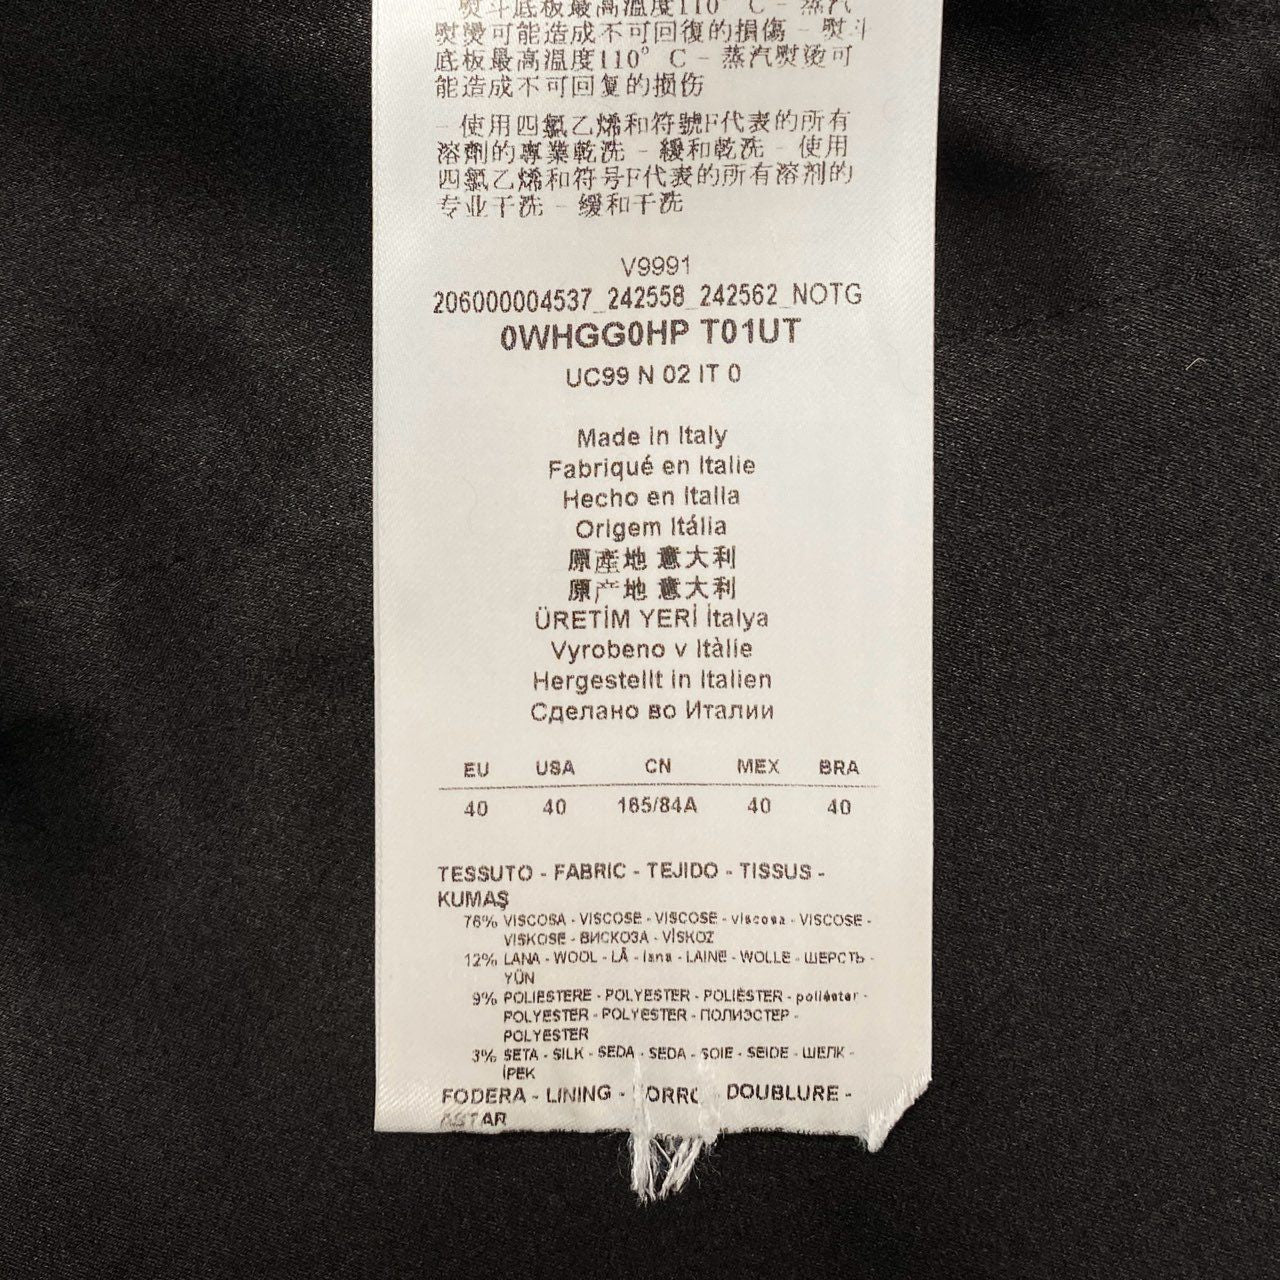 - 熨斗底板最高溫度110° C - 蒸汽
熨燙可能造成不可回復的損傷 - 熨斗
底板最高温度110° C - 蒸汽熨烫可
能造成不可回复的损伤
- 使用四氯乙烯和符號F代表的所有
溶劑的專業乾洗 - 緩和乾洗 - 使用
四氯乙烯和符号F代表的所有溶剂的
专业干洗 - 缓和干洗
V9991
206000004537_242558_242562_NOTG
0WHGG0HP T01UT
UC99 N 02 IT 0
Made in Italy
Fabriqué en Italie
Hecho en Italia
Origem Itália
原產地 意大利
原产地 意大利
ÜRETİM YERİ İtalya
Vyrobeno v Itàlie
Hergestellt in Italien
Сделано во Италии
EU USA CN MEX BRA
40 40 165/84A 40 40
TESSUTO - FABRIC - TEJIDO - TISSUS -
KUMAŞ
76% VISCOSA - VISCOSE - VISCOSE - viscosa - VISCOSE -
VISKOSE - ВИСКОЗА - VİSKOZ
12% LANA - WOOL - LÃ - lana - LAINE - WOLLE - ШЕРСТЬ -
YÜN
9% POLIESTERE - POLYESTER - POLIÉSTER - poliéster -
POLYESTER - POLYESTER - ПОЛИЭСТЕР -
POLYESTER
3% SETA - SILK - SEDA - SEDA - SOIE - SEIDE - ШЕЛК -
İPEK
FODERA - LINING - FORRO - DOUBLURE -
ASTAR